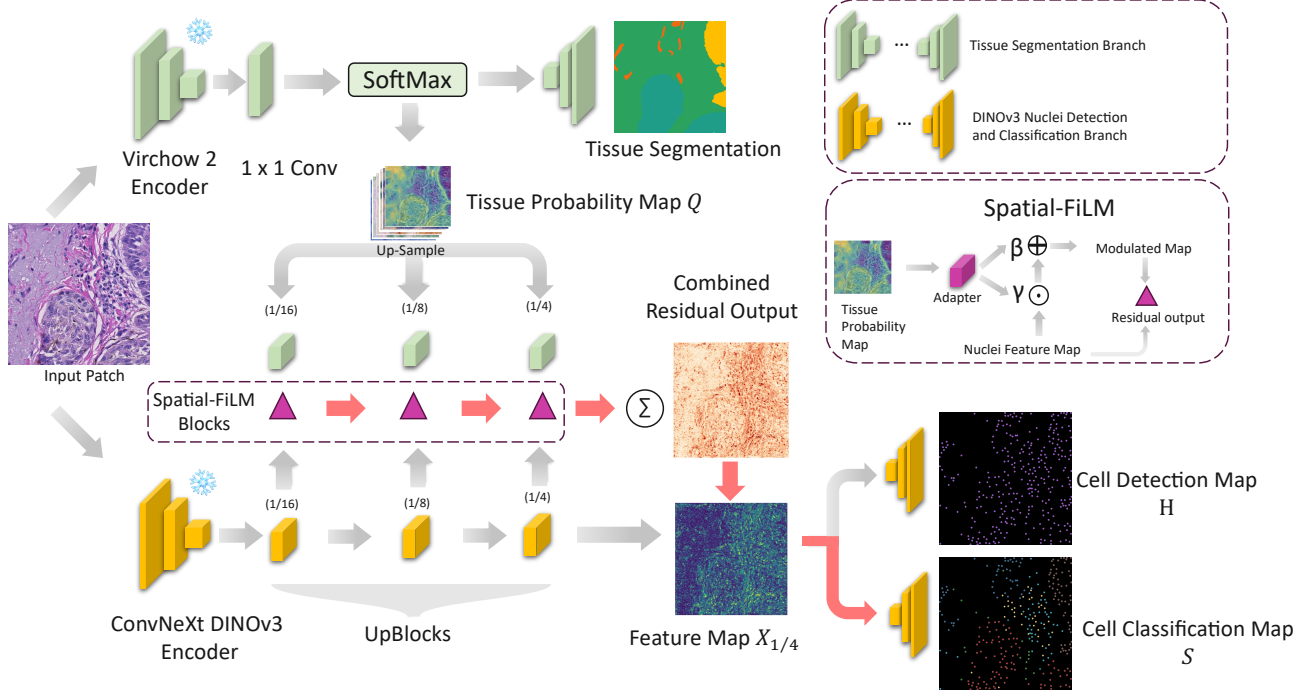 SoftMax
Virchow 2
Encoder
1 x 1 Conv
Tissue Segmentation
Tissue Probability Map Q
Up-Sample
(1/16)
(1/8)
(1/4)
Input Patch
Spatial-FiLM
Blocks
Σ
Combined
Residual Output
(1/16)
(1/8)
(1/4)
ConvNeXt DINOv3
Encoder
UpBlocks
Feature Map X1/4
Cell Detection Map
H
Cell Classification Map
S
...
Tissue Segmentation Branch
...
DINOv3 Nuclei Detection
and Classification Branch
Spatial-FiLM
Tissue
Probability
Map
Adapter
β
γ
Modulated Map
Residual output
Nuclei Feature Map